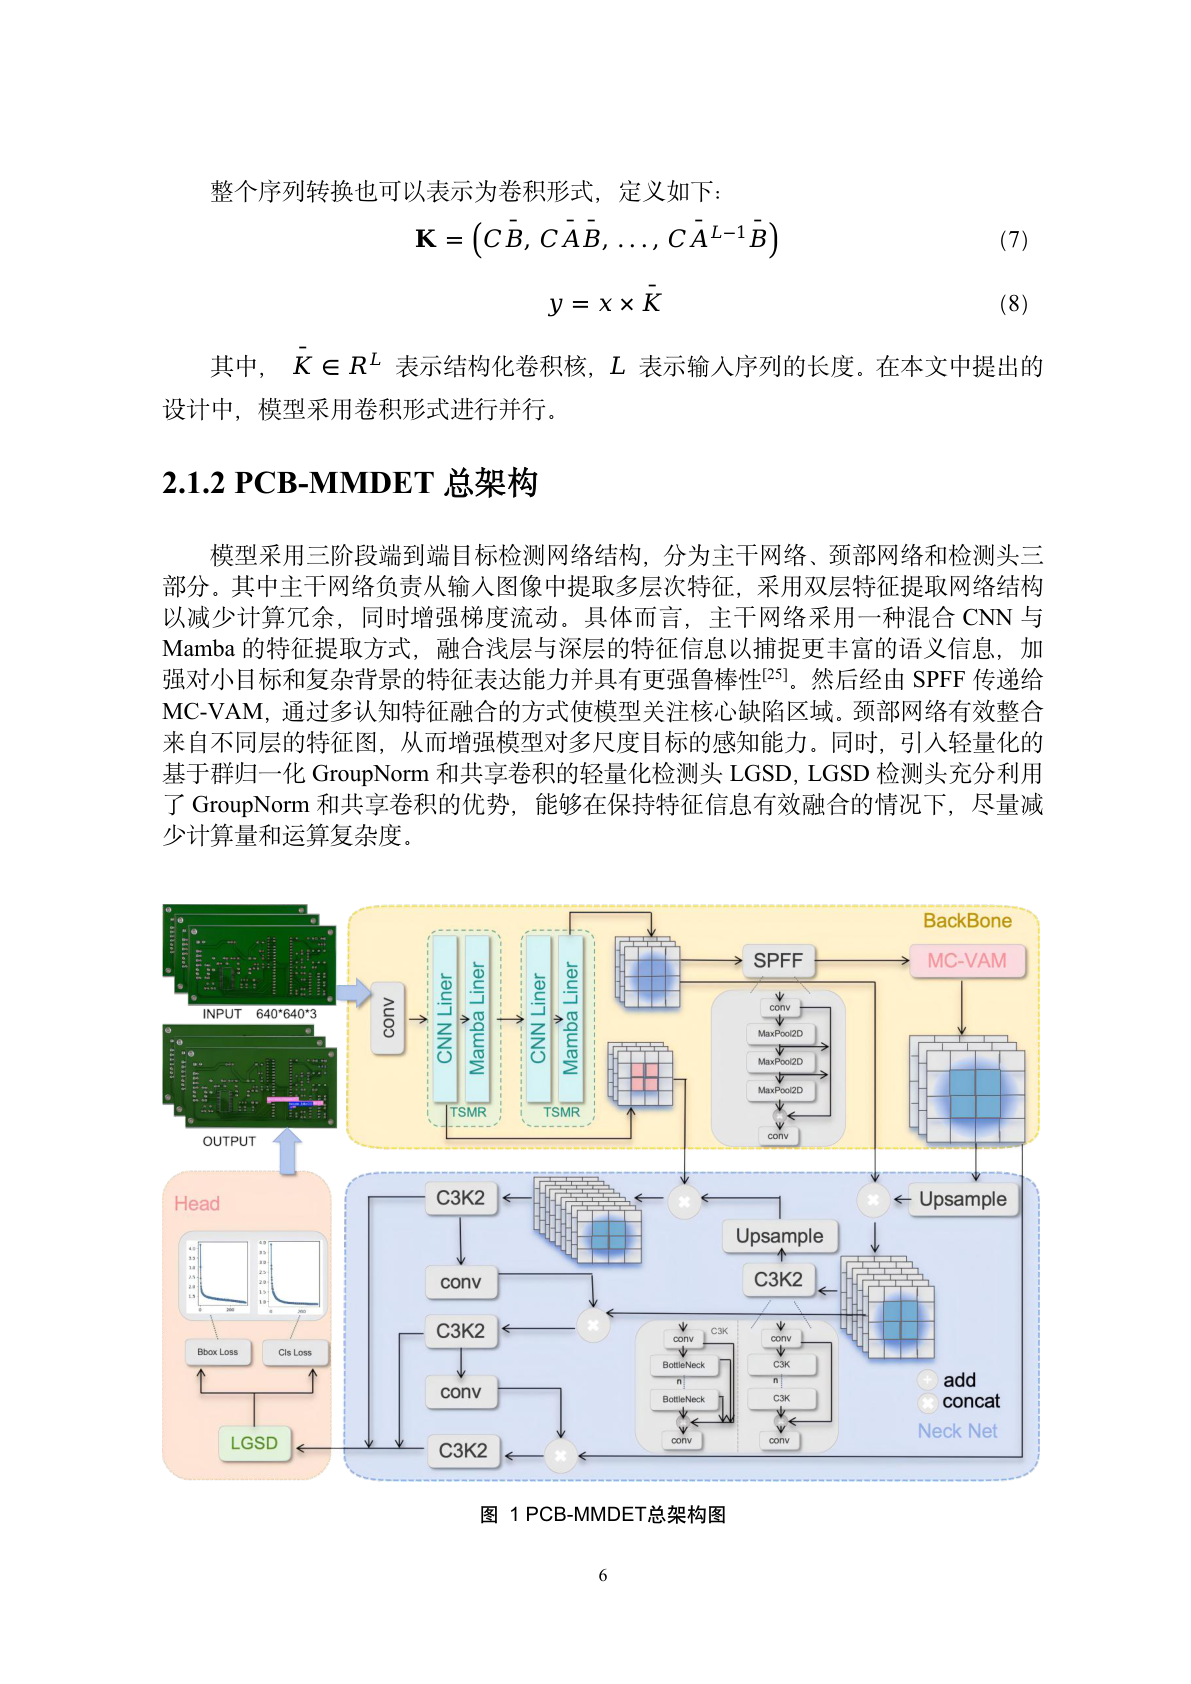 整个序列转换也可以表示为卷积形式，定义如下：
𝐊 = (C B̄, C Ā B̄, . . . , C Ā^{L−1} B̄) (7)
y = x × K̄ (8)
其中， K̄ ∈ R^L 表示结构化卷积核，L 表示输入序列的长度。在本文中提出的
设计中，模型采用卷积形式进行并行。
2.1.2 PCB-MMDET 总架构
模型采用三阶段端到端目标检测网络结构，分为主干网络、颈部网络和检测头三
部分。其中主干网络负责从输入图像中提取多层次特征，采用双层特征提取网络结构
以减少计算冗余，同时增强梯度流动。具体而言，主干网络采用一种混合 CNN 与
Mamba 的特征提取方式，融合浅层与深层的特征信息以捕捉更丰富的语义信息，加
强对小目标和复杂背景的特征表达能力并具有更强鲁棒性[25]。然后经由 SPFF 传递给
MC-VAM，通过多认知特征融合的方式使模型关注核心缺陷区域。颈部网络有效整合
来自不同层的特征图，从而增强模型对多尺度目标的感知能力。同时，引入轻量化的
基于群归一化 GroupNorm 和共享卷积的轻量化检测头 LGSD，LGSD 检测头充分利用
了 GroupNorm 和共享卷积的优势，能够在保持特征信息有效融合的情况下，尽量减
少计算量和运算复杂度。
INPUT 640*640*3
OUTPUT
BackBone
conv
CNN Liner
Mamba Liner
TSMR
CNN Liner
Mamba Liner
TSMR
SPFF
MC-VAM
conv
MaxPool2D
MaxPool2D
MaxPool2D
conv
Head
Bbox Loss
Cls Loss
LGSD
C3K2
conv
C3K2
conv
C3K2
Upsample
Upsample
C3K2
conv
C3K
BottleNeck
n
BottleNeck
conv
conv
C3K
n
C3K
conv
add
concat
Neck Net
图 1 PCB-MMDET总架构图
6